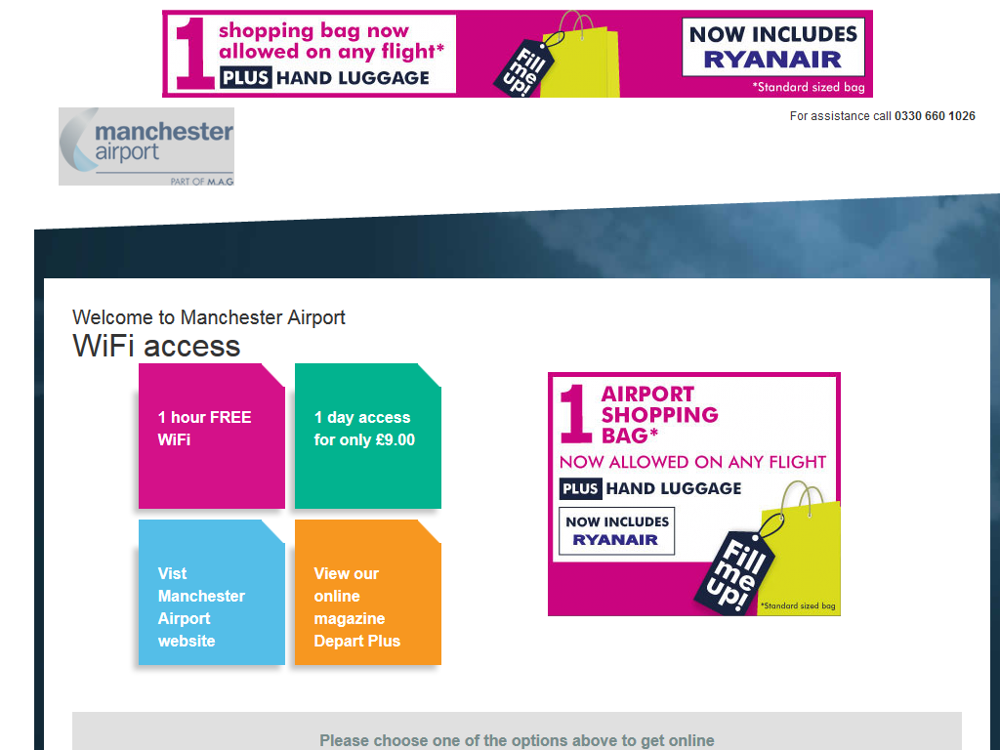 1 shopping bag now
allowed on any flight*
PLUS HAND LUGGAGE
Fill
me
up!
NOW INCLUDES
RYANAIR
*Standard sized bag
manchester
airport
PART OF M.A.G
For assistance call 0330 660 1026
Welcome to Manchester Airport
WiFi access
1 hour FREE
WiFi
1 day access
for only £9.00
Vist
Manchester
Airport
website
View our
online
magazine
Depart Plus
1 AIRPORT
SHOPPING
BAG*
NOW ALLOWED ON ANY FLIGHT
PLUS HAND LUGGAGE
NOW INCLUDES
RYANAIR
Fill
me
up!
*Standard sized bag
Please choose one of the options above to get online